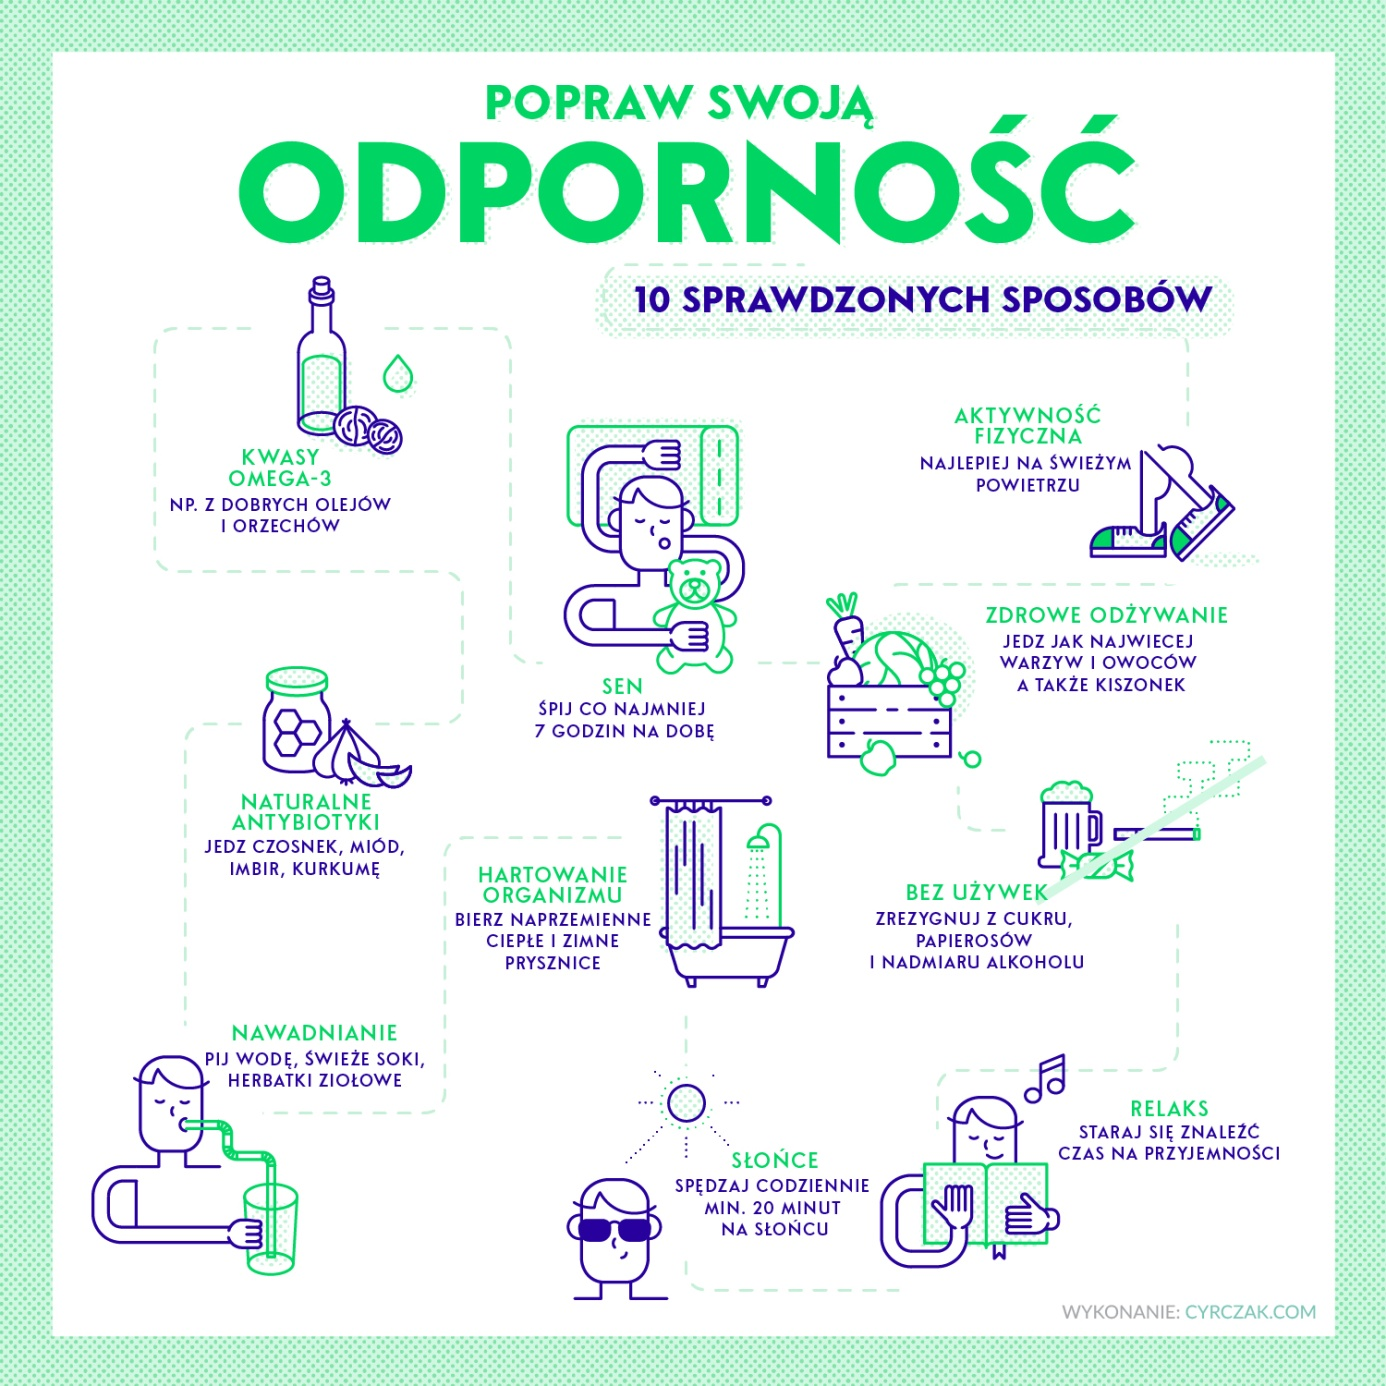 POPRAW SWOJĄ
ODPORNOŚĆ
10 SPRAWDZONYCH SPOSOBÓW
KWASY
OMEGA-3
NP. Z DOBRYCH OLEJÓW
I ORZECHÓW
AKTYWNOŚĆ
FIZYCZNA
NAJLEPIEJ NA ŚWIEŻYM
POWIETRZU
ZDROWE ODŻYWANIE
JEDZ JAK NAJWIECEJ
WARZYW I OWOCÓW
A TAKŻE KISZONEK
SEN
ŚPIJ CO NAJMNIEJ
7 GODZIN NA DOBĘ
NATURALNE
ANTYBIOTYKI
JEDZ CZOSNEK, MIÓD,
IMBIR, KURKUMĘ
HARTOWANIE
ORGANIZMU
BIERZ NAPRZEMIENNE
CIEPŁE I ZIMNE
PRYSZNICE
BEZ UŻYWEK
ZREZYGNUJ Z CUKRU,
PAPIEROSÓW
I NADMIARU ALKOHOLU
NAWADNIANIE
PIJ WODĘ, ŚWIEŻE SOKI,
HERBATKI ZIOŁOWE
SŁOŃCE
SPĘDZAJ CODZIENNIE
MIN. 20 MINUT
NA SŁOŃCU
RELAKS
STARAJ SIĘ ZNALEŹĆ
CZAS NA PRZYJEMNOŚCI
WYKONANIE: CYRCZAK.COM